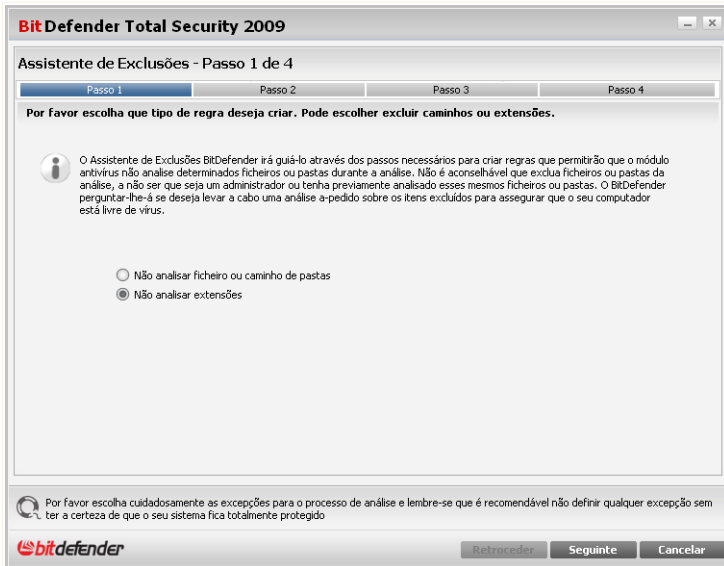 BitDefender Total Security 2009
Assistente de Exclusões - Passo 1 de 4
Passo 1 Passo 2 Passo 3 Passo 4
Por favor escolha que tipo de regra deseja criar. Pode escolher excluir caminhos ou extensões.
O Assistente de Exclusões BitDefender irá guiá-lo através dos passos necessários para criar regras que permitirão que o módulo
antivírus não analise determinados ficheiros ou pastas durante a análise. Não é aconselhável que exclua ficheiros ou pastas da
análise, a não ser que seja um administrador ou tenha previamente analisado esses mesmos ficheiros ou pastas. O BitDefender
perguntar-lhe-á se deseja levar a cabo uma análise a-pedido sobre os itens excluídos para assegurar que o seu computador
está livre de vírus.
Não analisar ficheiro ou caminho de pastas
Não analisar extensões
Por favor escolha cuidadosamente as excepções para o processo de análise e lembre-se que é recomendável não definir qualquer excepção sem
ter a certeza de que o seu sistema fica totalmente protegido
bitdefender
Retroceder Seguinte Cancelar